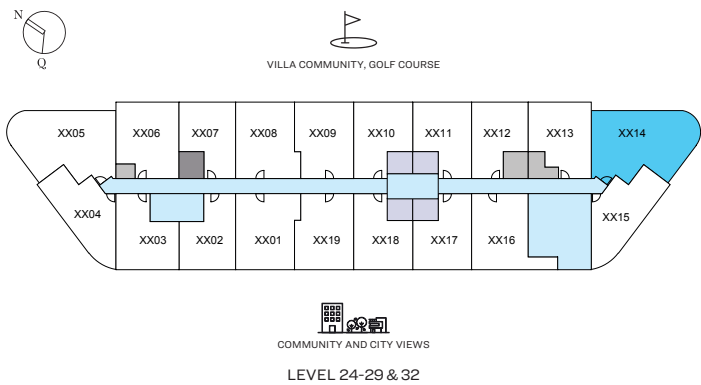 N
Q
VILLA COMMUNITY, GOLF COURSE
XX05 XX06 XX07 XX08 XX09 XX10 XX11 XX12 XX13 XX14
XX04 XX03 XX02 XX01 XX19 XX18 XX17 XX16 XX15
COMMUNITY AND CITY VIEWS
LEVEL 24-29 & 32